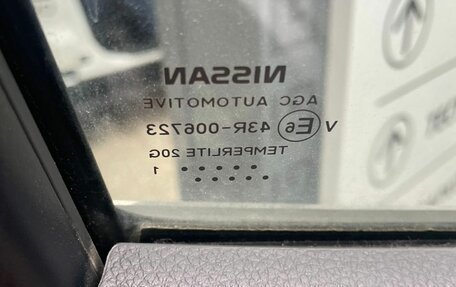 NISSAN
AGC AUTOMOTIVE
V E6 43R-006723
TEMPERLITE 20G
1